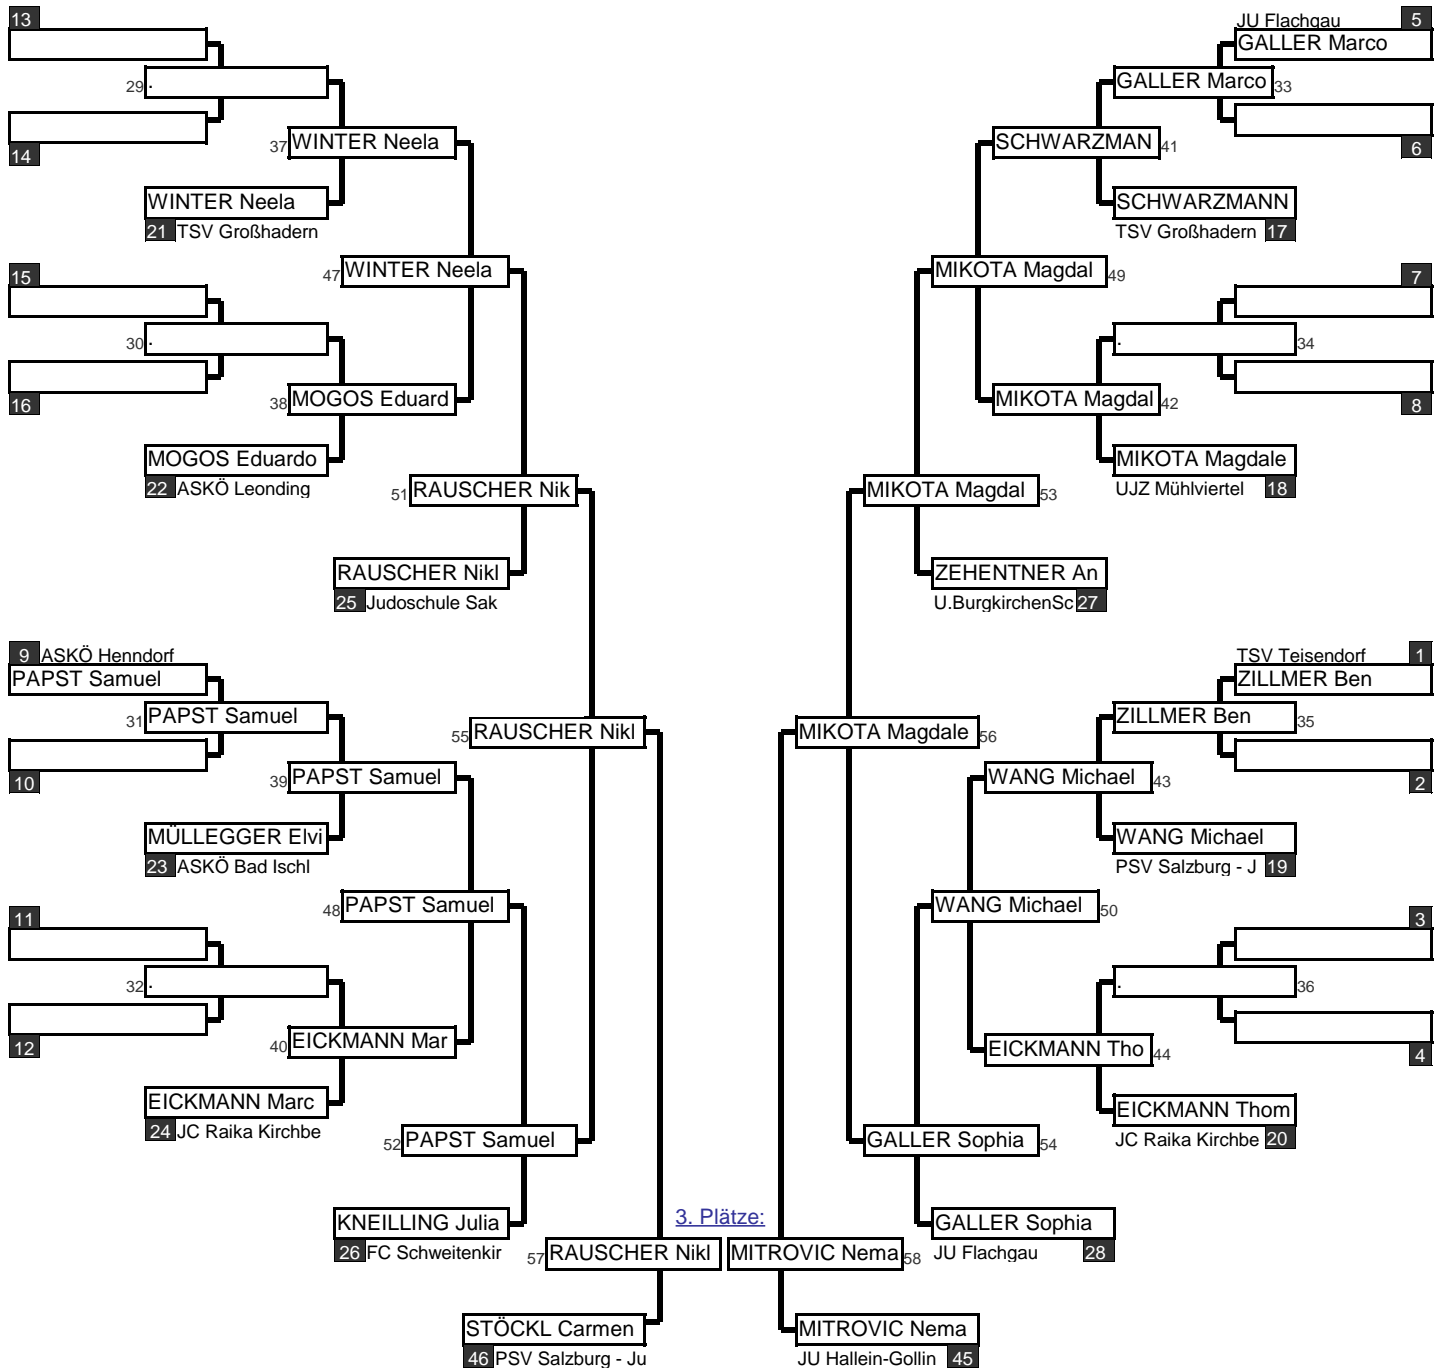 13
29 .
14
37 WINTER Neela
WINTER Neela
21 TSV Großhadern
47 WINTER Neela
15
30 .
16
38 MOGOS Eduard
MOGOS Eduardo
22 ASKÖ Leonding
51 RAUSCHER Nik
RAUSCHER Nikl
25 Judoschule Sak
9 ASKÖ Henndorf
PAPST Samuel
31 PAPST Samuel
10
39 PAPST Samuel
MÜLLEGGER Elvi
23 ASKÖ Bad Ischl
55 RAUSCHER Nikl
48 PAPST Samuel
11
32 .
12
40 EICKMANN Mar
EICKMANN Marc
24 JC Raika Kirchbe
52 PAPST Samuel
KNEILLING Julia
26 FC Schweitenkir
57 RAUSCHER Nikl
STÖCKL Carmen
46 PSV Salzburg - Ju
3. Plätze:
JU Flachgau 5
GALLER Marco
GALLER Marco 33
6
SCHWARZMAN 41
SCHWARZMANN
TSV Großhadern 17
MIKOTA Magdal 49
7
. 34
8
MIKOTA Magdal 42
MIKOTA Magdale
UJZ Mühlviertel 18
MIKOTA Magdal 53
ZEHENTNER An
U.BurgkirchenSc 27
TSV Teisendorf 1
ZILLMER Ben
ZILLMER Ben 35
2
MIKOTA Magdale 56
WANG Michael 43
WANG Michael
PSV Salzburg - J 19
WANG Michael 50
3
. 36
4
EICKMANN Tho 44
EICKMANN Thom
JC Raika Kirchbe 20
GALLER Sophia 54
GALLER Sophia
JU Flachgau 28
MITROVIC Nema 58
MITROVIC Nema
JU Hallein-Gollin 45